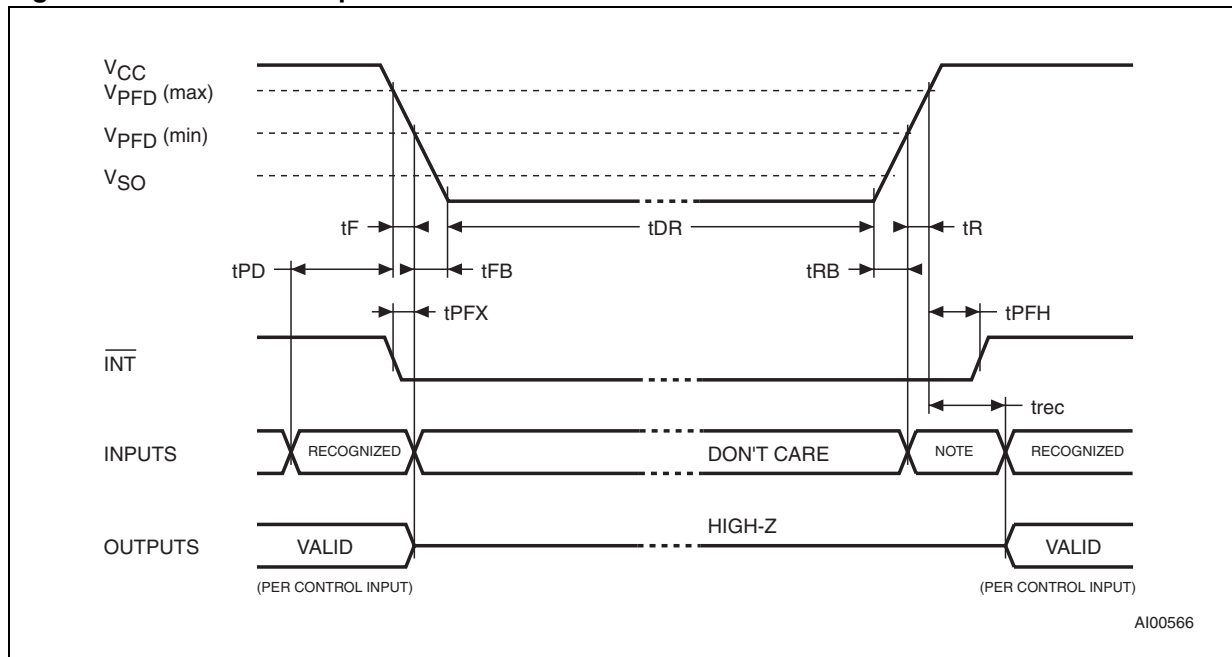 VCC
VPFD (max)
VPFD (min)
VSO
tF
tDR
tR
tPD
tFB
tRB
tPFX
tPFH
INT
trec
INPUTS
RECOGNIZED
DON'T CARE
NOTE
RECOGNIZED
HIGH-Z
OUTPUTS
VALID
VALID
(PER CONTROL INPUT)
(PER CONTROL INPUT)
AI00566